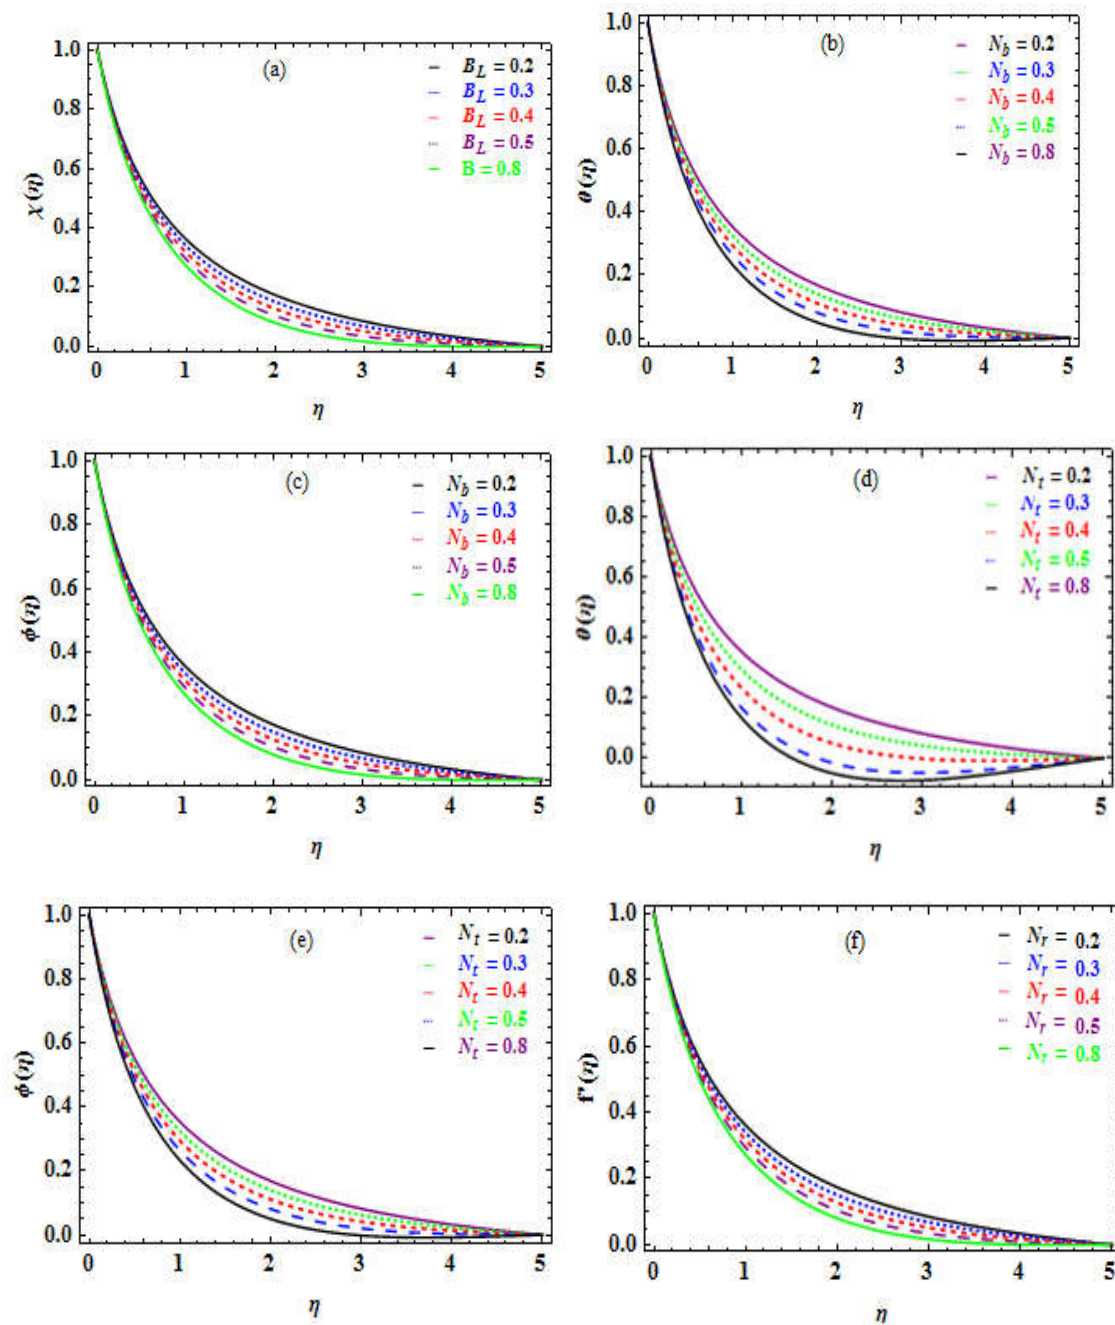 (a)
B_L = 0.2
B_L = 0.3
B_L = 0.4
B_L = 0.5
B = 0.8
χ(η)
1.0
0.8
0.6
0.4
0.2
0.0
0 1 2 3 4 5
η
(b)
N_b = 0.2
N_b = 0.3
N_b = 0.4
N_b = 0.5
N_b = 0.8
θ(η)
1.0
0.8
0.6
0.4
0.2
0.0
0 1 2 3 4 5
η
(c)
N_b = 0.2
N_b = 0.3
N_b = 0.4
N_b = 0.5
N_b = 0.8
ϕ(η)
1.0
0.8
0.6
0.4
0.2
0.0
0 1 2 3 4 5
η
(d)
N_t = 0.2
N_t = 0.3
N_t = 0.4
N_t = 0.5
N_t = 0.8
θ(η)
1.0
0.8
0.6
0.4
0.2
0.0
0 1 2 3 4 5
η
(e)
N_t = 0.2
N_t = 0.3
N_t = 0.4
N_t = 0.5
N_t = 0.8
ϕ(η)
1.0
0.8
0.6
0.4
0.2
0.0
0 1 2 3 4 5
η
(f)
N_r = 0.2
N_r = 0.3
N_r = 0.4
N_r = 0.5
N_r = 0.8
f'(η)
1.0
0.8
0.6
0.4
0.2
0.0
0 1 2 3 4 5
η